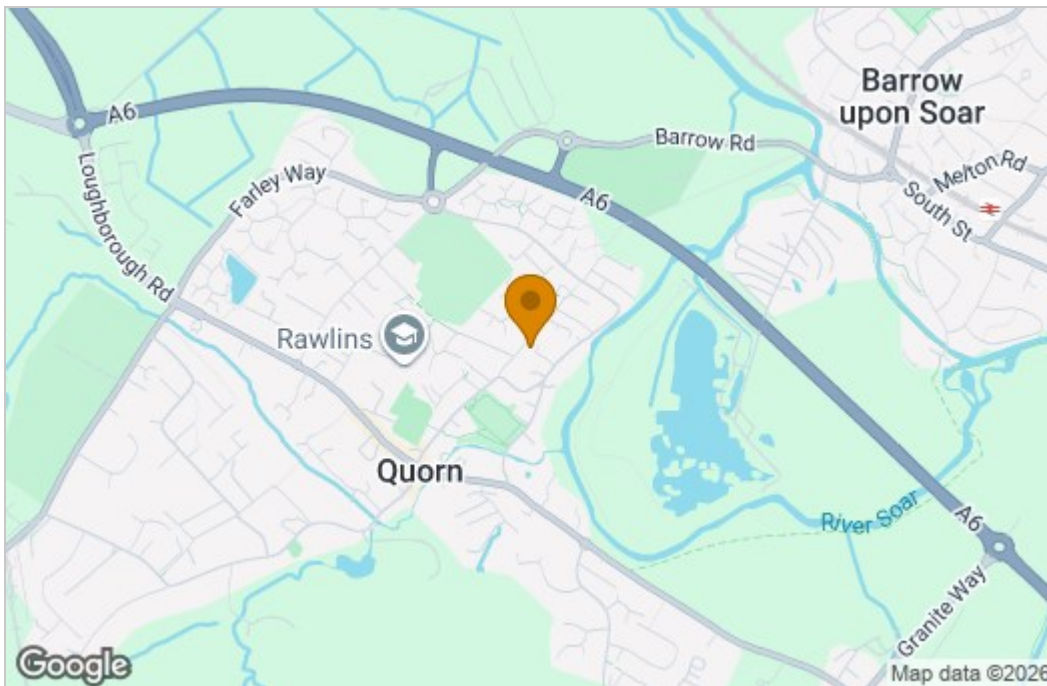 Barrow
upon Soar
A6
Barrow Rd
Melton Rd
Loughborough Rd
Farley Way
A6
South St
Rawlins
Quorn
River Soar
A6
Granite Way
Google
Map data ©2026